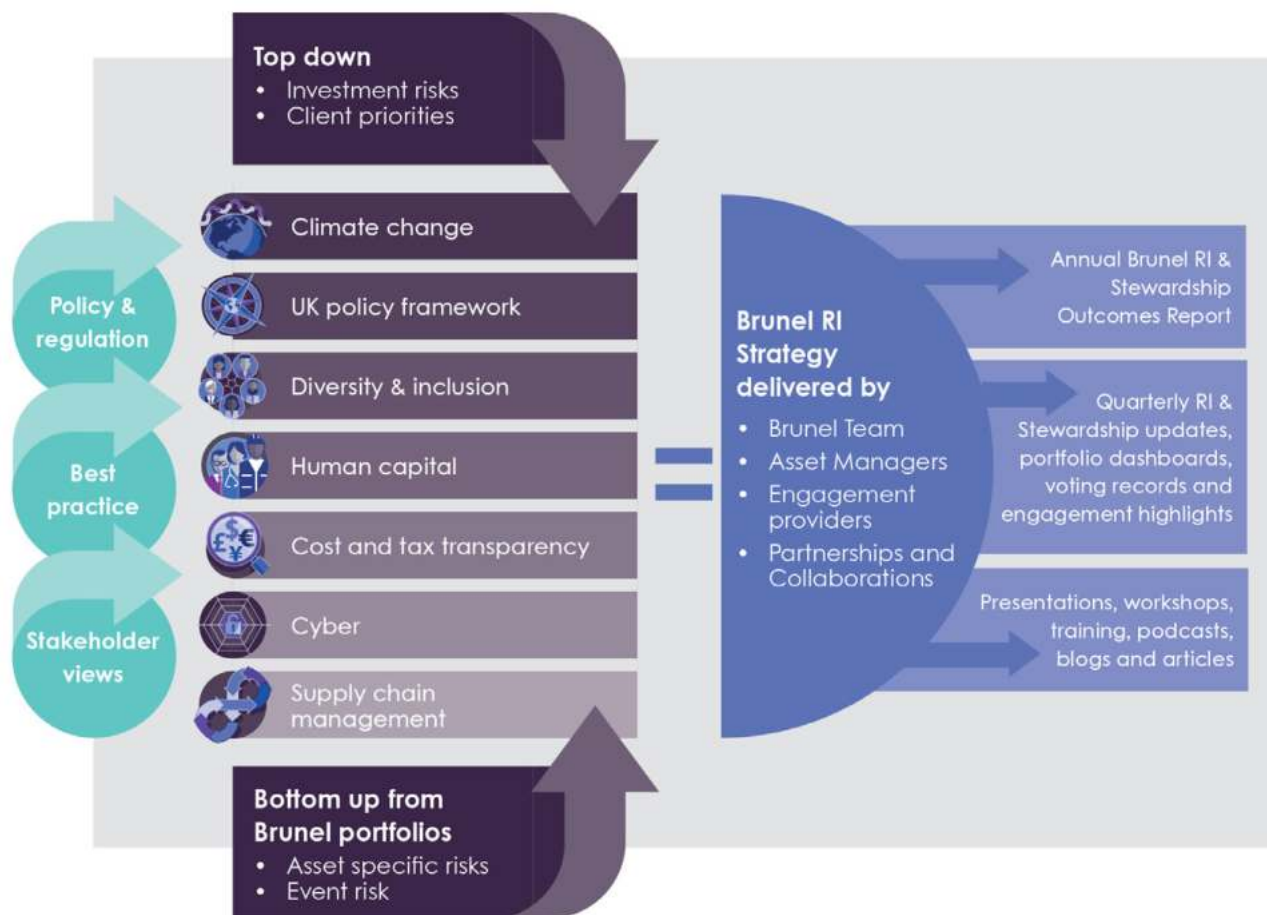 Top down
• Investment risks
• Client priorities
Policy &
regulation
Best
practice
Stakeholder
views
Climate change
UK policy framework
3
Diversity & inclusion
Human capital
Cost and tax transparency
$
£
€
¥
Cyber
Supply chain
management
Bottom up from
Brunel portfolios
• Asset specific risks
• Event risk
Brunel RI
Strategy
delivered by
• Brunel Team
• Asset Managers
• Engagement
providers
• Partnerships and
Collaborations
Annual Brunel RI &
Stewardship
Outcomes Report
Quarterly RI &
Stewardship updates,
portfolio dashboards,
voting records and
engagement highlights
Presentations, workshops,
training, podcasts,
blogs and articles